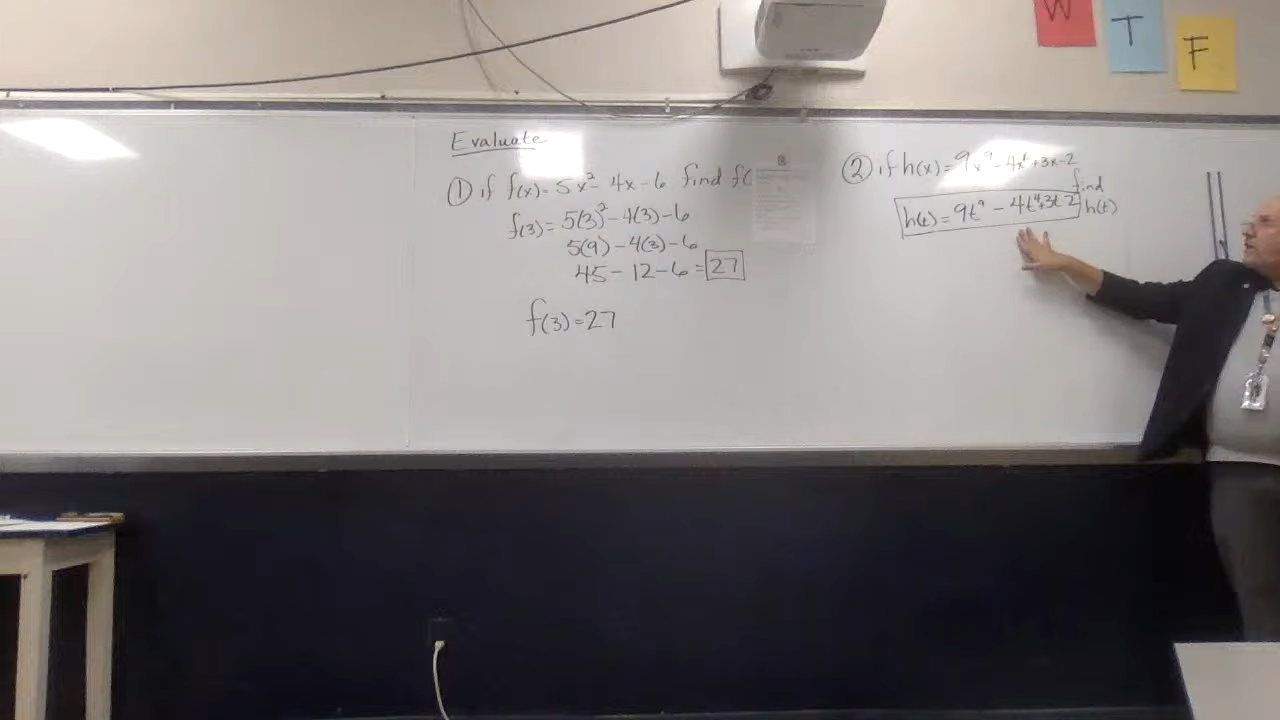 W
T
F
Evaluate
① if f(x) = 5x² - 4x - 6 find f(
f(3) = 5(3)² - 4(3) - 6
5(9) - 4(3) - 6
45 - 12 - 6 = 27
f(3) = 27
② if h(x) = 9x⁹ - 4x⁴ + 3x - 2
find
h(t)
h(t) = 9t⁹ - 4t⁴ + 3t - 2